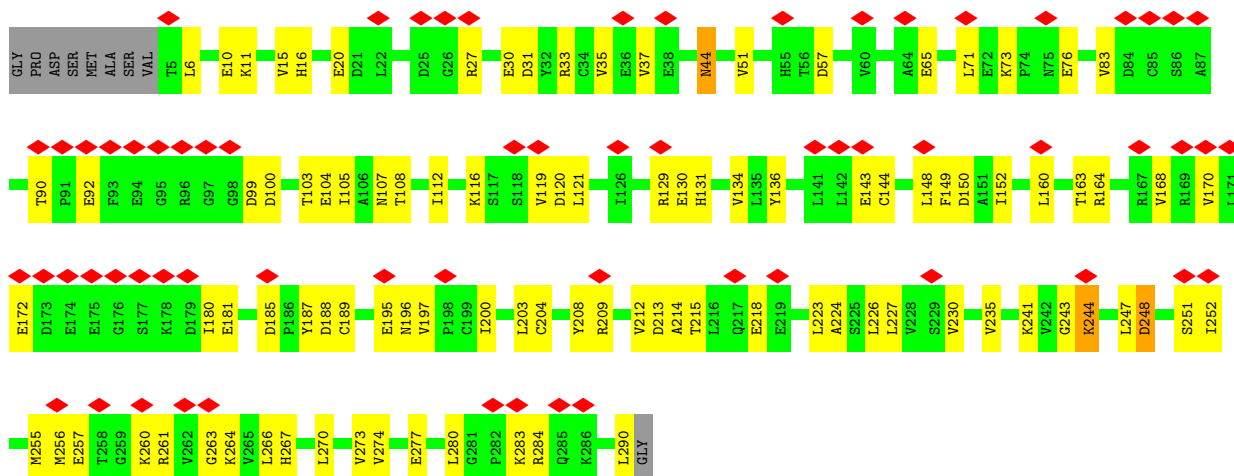 GLY PRO ASP SER MET ALA SER VAL T5 L6 E10 K11 V15 H16 E20 D21 L22 D25 G26 R27 E30 D31 Y32 R33 C34 V35 E36 V37 E38 N44 V51 H55 T56 D57 V60 A64 E65 L71 E72 K73 P74 N75 E76 V83 D84 C85 S86 A87
T90 P91 E92 F93 E94 G95 R96 G97 G98 D99 D100 T103 E104 I105 A106 N107 T108 I112 K116 S117 S118 V119 D120 L121 I126 R129 E130 H131 V134 L135 Y136 L141 L142 E143 C144 L148 F149 D150 A151 I152 L160 T163 R164 R167 V168 R169 V170 L171
E172 D173 E174 E175 G176 S177 K178 D179 I180 E181 D185 P186 Y187 D188 C189 E195 N196 V197 P198 C199 I200 L203 C204 Y208 R209 V212 D213 A214 T215 L216 Q217 E218 E219 L223 A224 S225 L226 L227 V228 S229 V230 V235 K241 V242 G243 K244 L247 D248 S251 I252
M255 M256 E257 T258 G259 K260 R261 V262 G263 K264 V265 L266 H267 L270 V273 V274 E277 L280 G281 P282 K283 R284 Q285 K286 L290 GLY